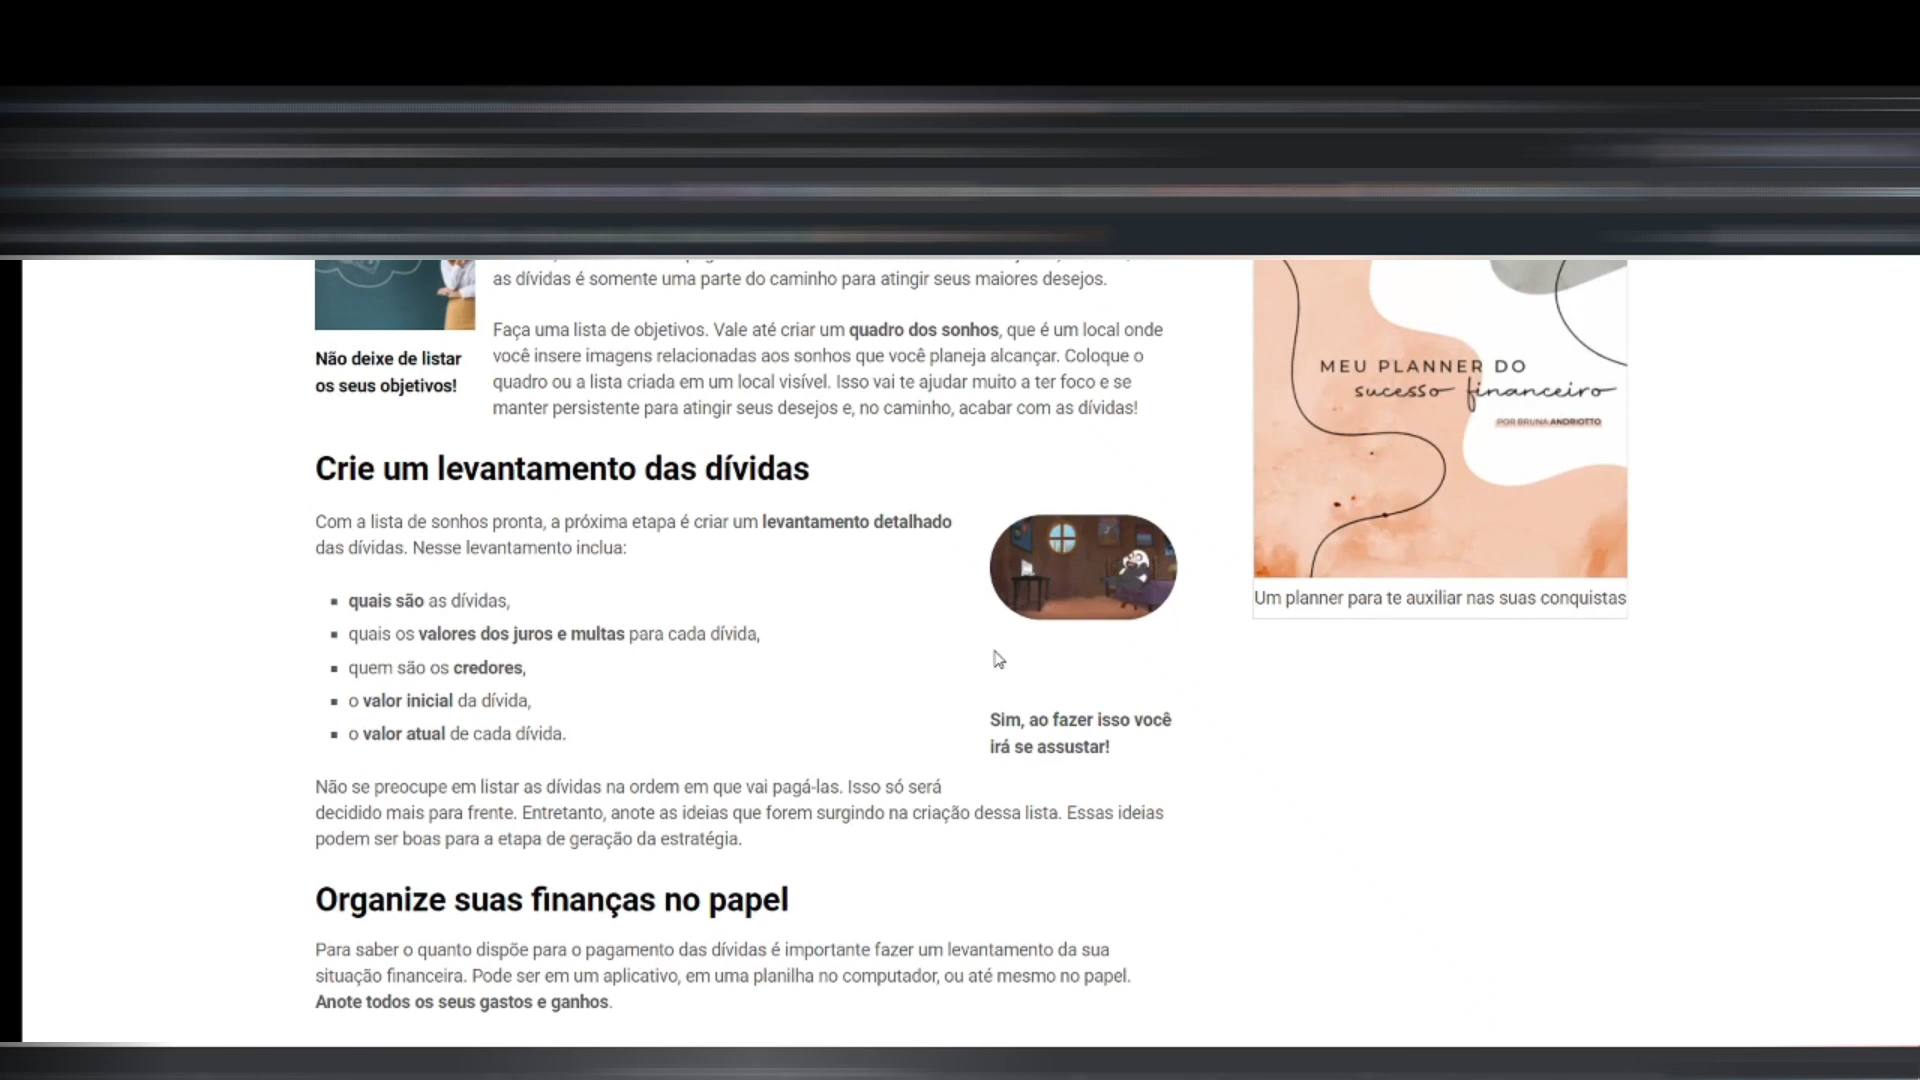 as dívidas é somente uma parte do caminho para atingir seus maiores desejos.
Não deixe de listar
os seus objetivos!
Faça uma lista de objetivos. Vale até criar um quadro dos sonhos, que é um local onde
você insere imagens relacionadas aos sonhos que você planeja alcançar. Coloque o
quadro ou a lista criada em um local visível. Isso vai te ajudar muito a ter foco e se
manter persistente para atingir seus desejos e, no caminho, acabar com as dívidas!
Crie um levantamento das dívidas
Com a lista de sonhos pronta, a próxima etapa é criar um levantamento detalhado
das dívidas. Nesse levantamento inclua:
quais são as dívidas,
quais os valores dos juros e multas para cada dívida,
quem são os credores,
o valor inicial da dívida,
o valor atual de cada dívida.
Sim, ao fazer isso você
irá se assustar!
Não se preocupe em listar as dívidas na ordem em que vai pagá-las. Isso só será
decidido mais para frente. Entretanto, anote as ideias que forem surgindo na criação dessa lista. Essas ideias
podem ser boas para a etapa de geração da estratégia.
Organize suas finanças no papel
Para saber o quanto dispõe para o pagamento das dívidas é importante fazer um levantamento da sua
situação financeira. Pode ser em um aplicativo, em uma planilha no computador, ou até mesmo no papel.
Anote todos os seus gastos e ganhos.
MEU PLANNER DO
sucesso financeiro
POR BRUNA ANDRIOTTO
Um planner para te auxiliar nas suas conquistas